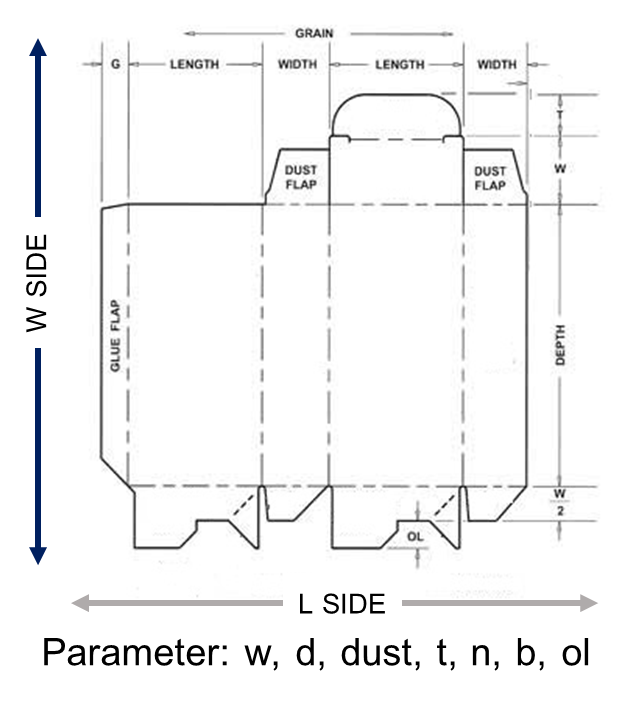 GRAIN
G LENGTH WIDTH LENGTH WIDTH
T
DUST
FLAP
DUST
FLAP
W
W SIDE
GLUE FLAP
DEPTH
W
2
OL
L SIDE
Parameter: w, d, dust, t, n, b, ol